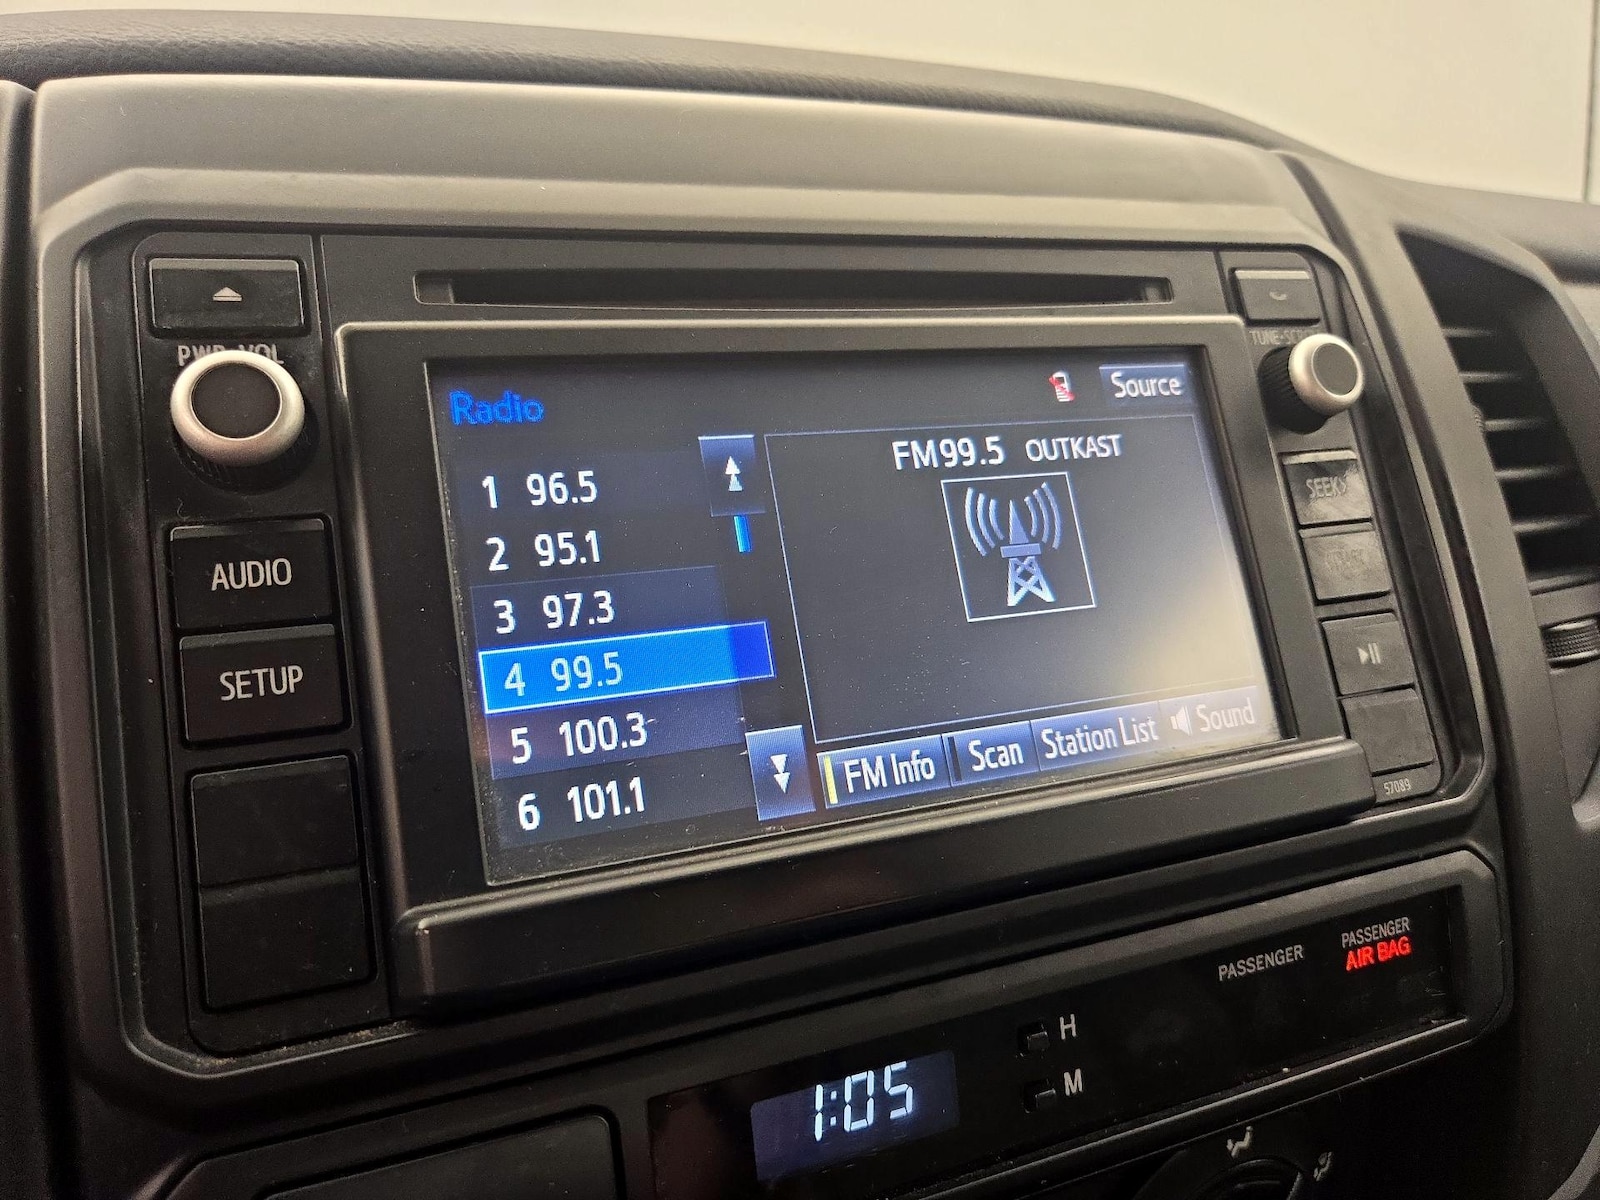 PWR•VOL
AUDIO
SETUP
Radio
Source
1 96.5
2 95.1
3 97.3
4 99.5
5 100.3
6 101.1
FM99.5 OUTKAST
FM Info
Scan
Station List
Sound
SEEK>
57089
PASSENGER
PASSENGER
AIR BAG
H
M
1:05